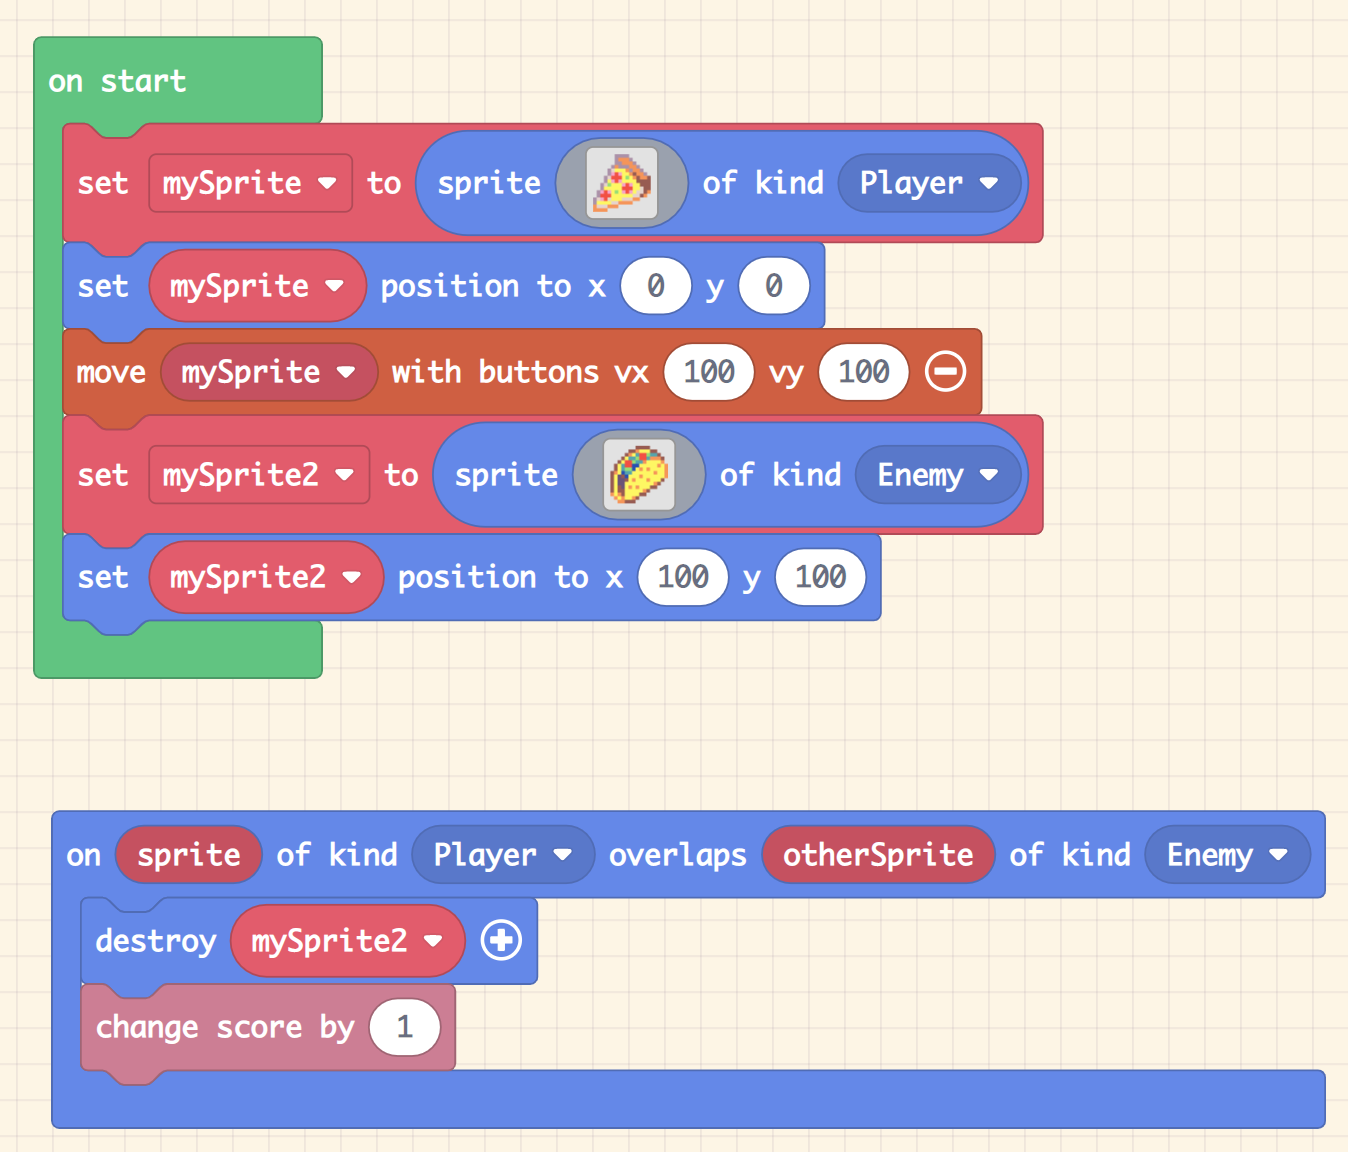 on start
set mySprite to sprite of kind Player
set mySprite position to x 0 y 0
move mySprite with buttons vx 100 vy 100
set mySprite2 to sprite of kind Enemy
set mySprite2 position to x 100 y 100
on sprite of kind Player overlaps otherSprite of kind Enemy
destroy mySprite2
change score by 1